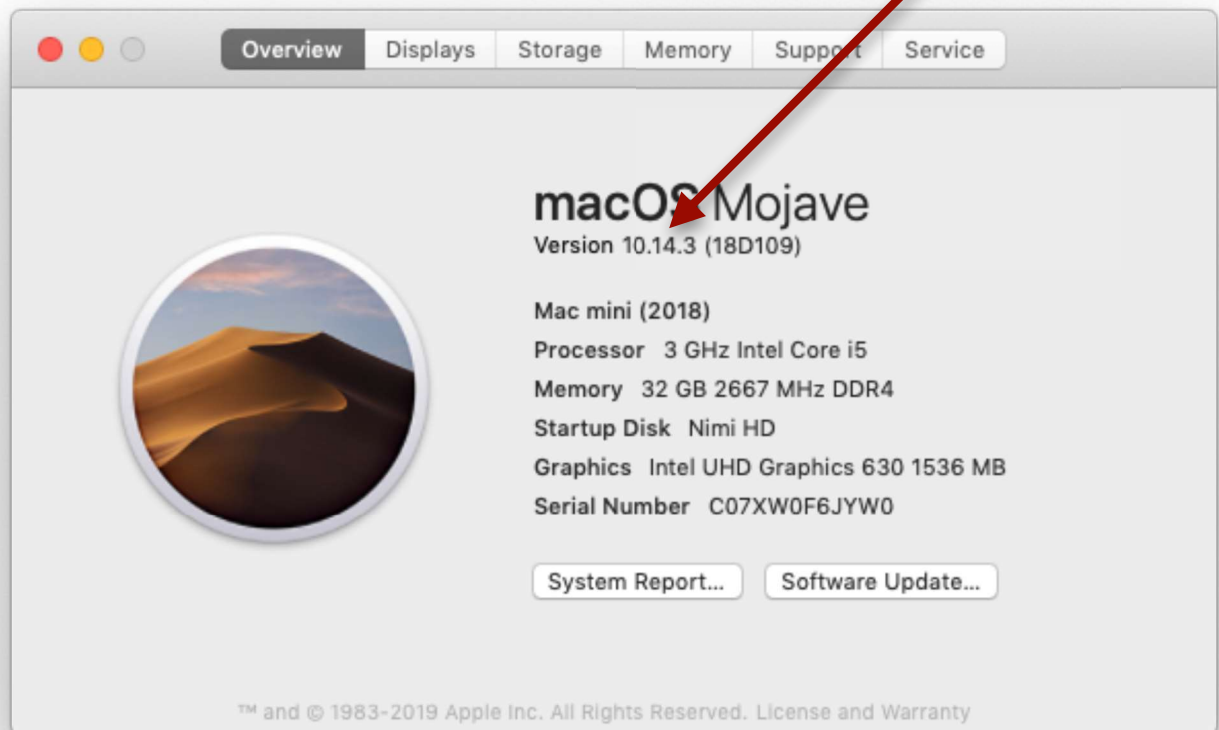 Overview Displays Storage Memory Support Service
macOS Mojave
Version 10.14.3 (18D109)
Mac mini (2018)
Processor 3 GHz Intel Core i5
Memory 32 GB 2667 MHz DDR4
Startup Disk Nimi HD
Graphics Intel UHD Graphics 630 1536 MB
Serial Number C07XW0F6JYW0
System Report... Software Update...
™ and © 1983-2019 Apple Inc. All Rights Reserved. License and Warranty